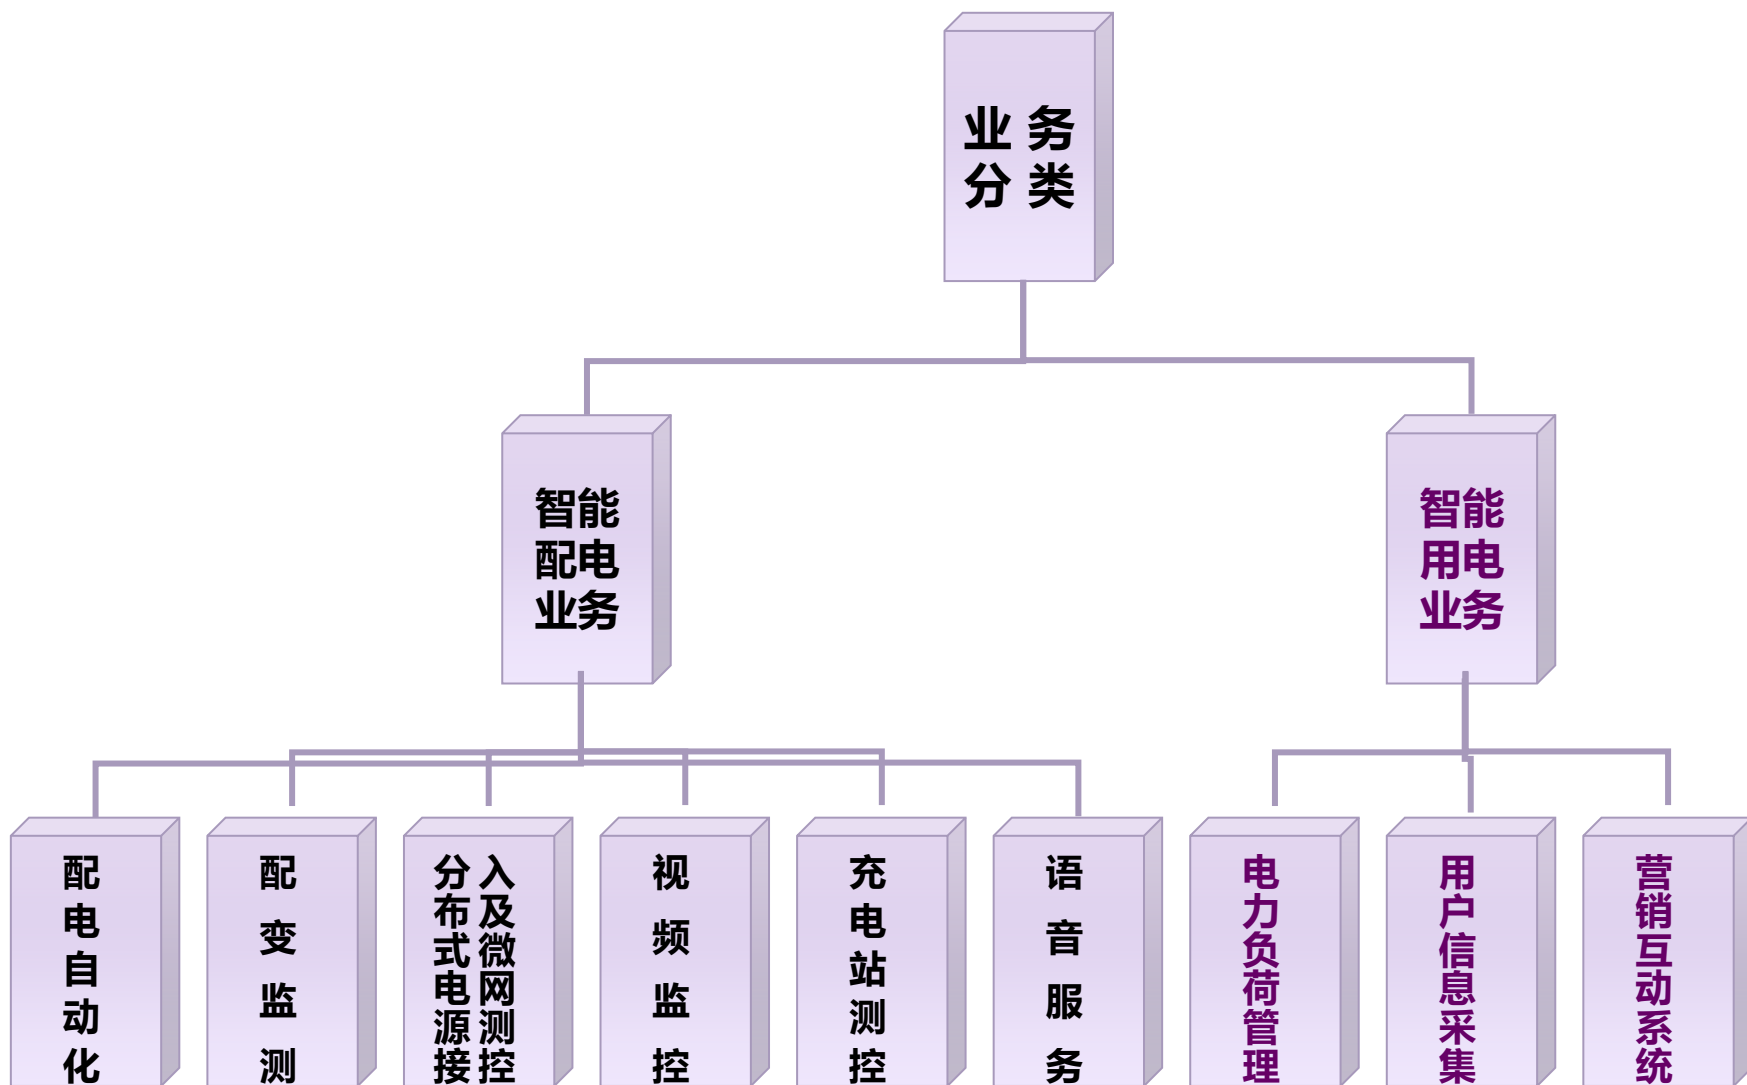 业务
分类
智能
配电
业务
智能
用电
业务
配电自动化
配变监测
分布式电源接
入及微网测控
视频监控
充电站测控
语音服务
电力负荷管理
用户信息采集
营销互动系统